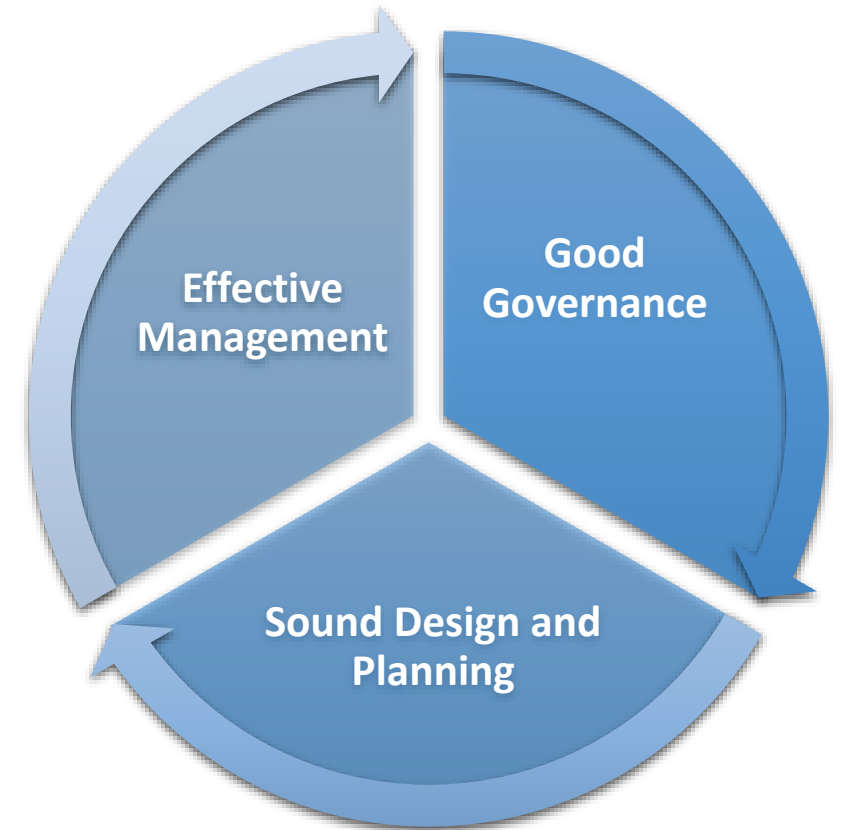 Effective
Management
Good
Governance
Sound Design and
Planning